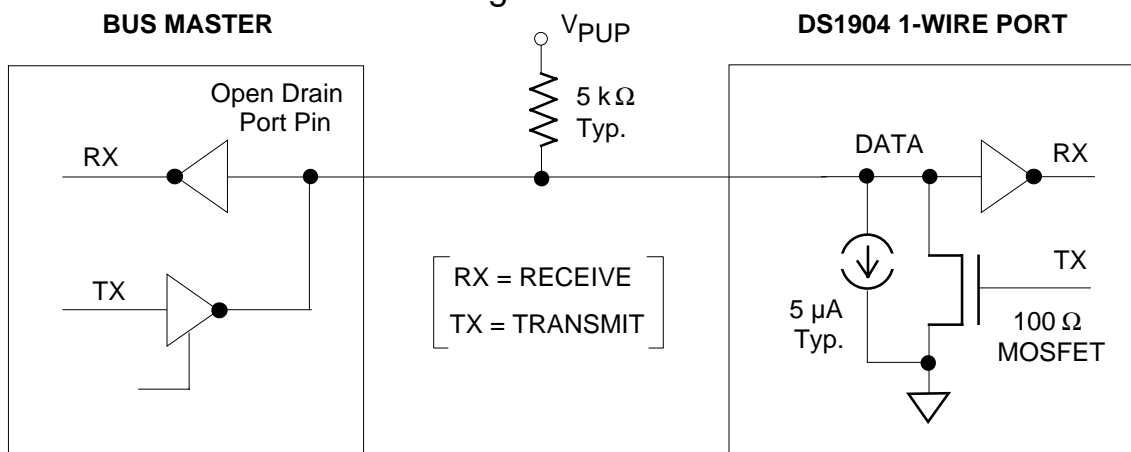 g
BUS MASTER
VPUP
DS1904 1-WIRE PORT
Open Drain
Port Pin
5 kΩ
Typ.
RX
DATA
RX
TX
RX = RECEIVE
TX = TRANSMIT
TX
5 µA
Typ.
100 Ω
MOSFET